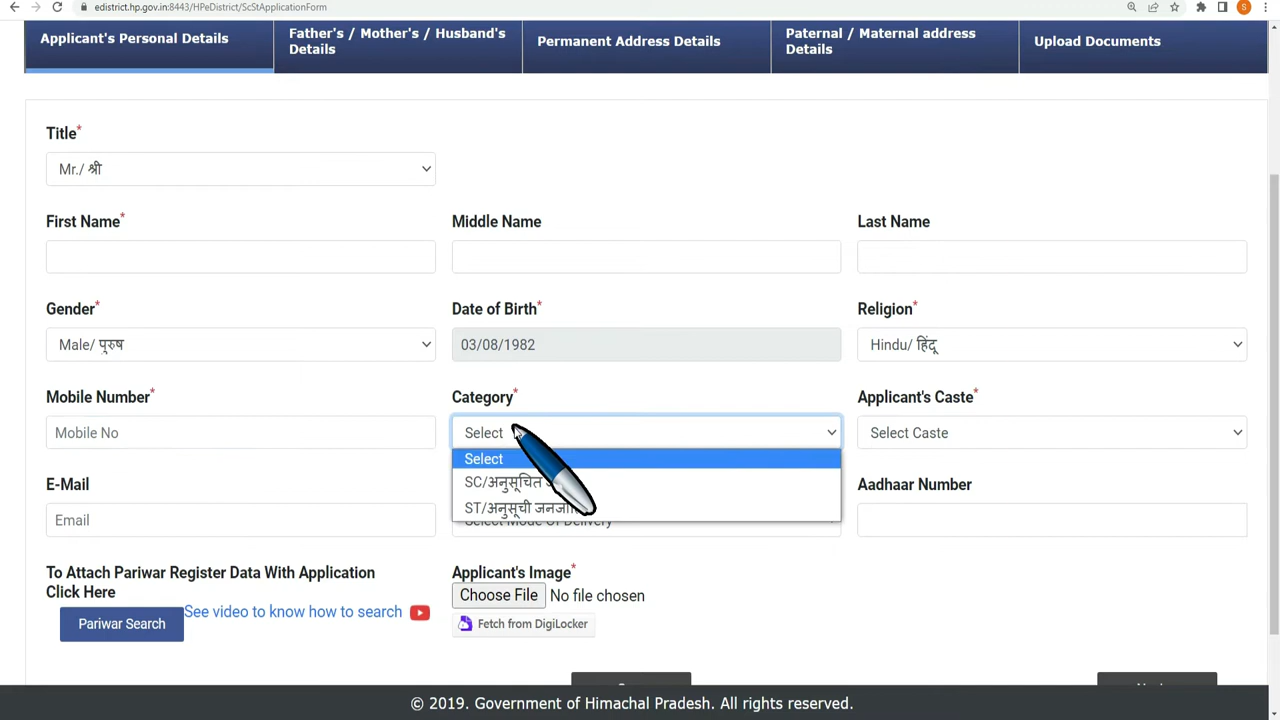 edistrict.hp.gov.in:8443/HPeDistrict/ScStApplicationForm
S
Applicant's Personal Details
Father's / Mother's / Husband's
Details
Permanent Address Details
Paternal / Maternal address
Details
Upload Documents
Title*
Mr./ श्री
First Name*
Middle Name
Last Name
Gender*
Date of Birth*
Religion*
Male/ पुरुष
03/08/1982
Hindu/ हिंदू
Mobile Number*
Category*
Applicant's Caste*
Mobile No
Select
Select Caste
Select
SC/अनुसूचित
ST/अनुसूची
E-Mail
Aadhaar Number
Email
To Attach Pariwar Register Data With Application
Click Here
Pariwar Search
See video to know how to search
Applicant's Image*
Choose File No file chosen
Fetch from DigiLocker
© 2019. Government of Himachal Pradesh. All rights reserved.